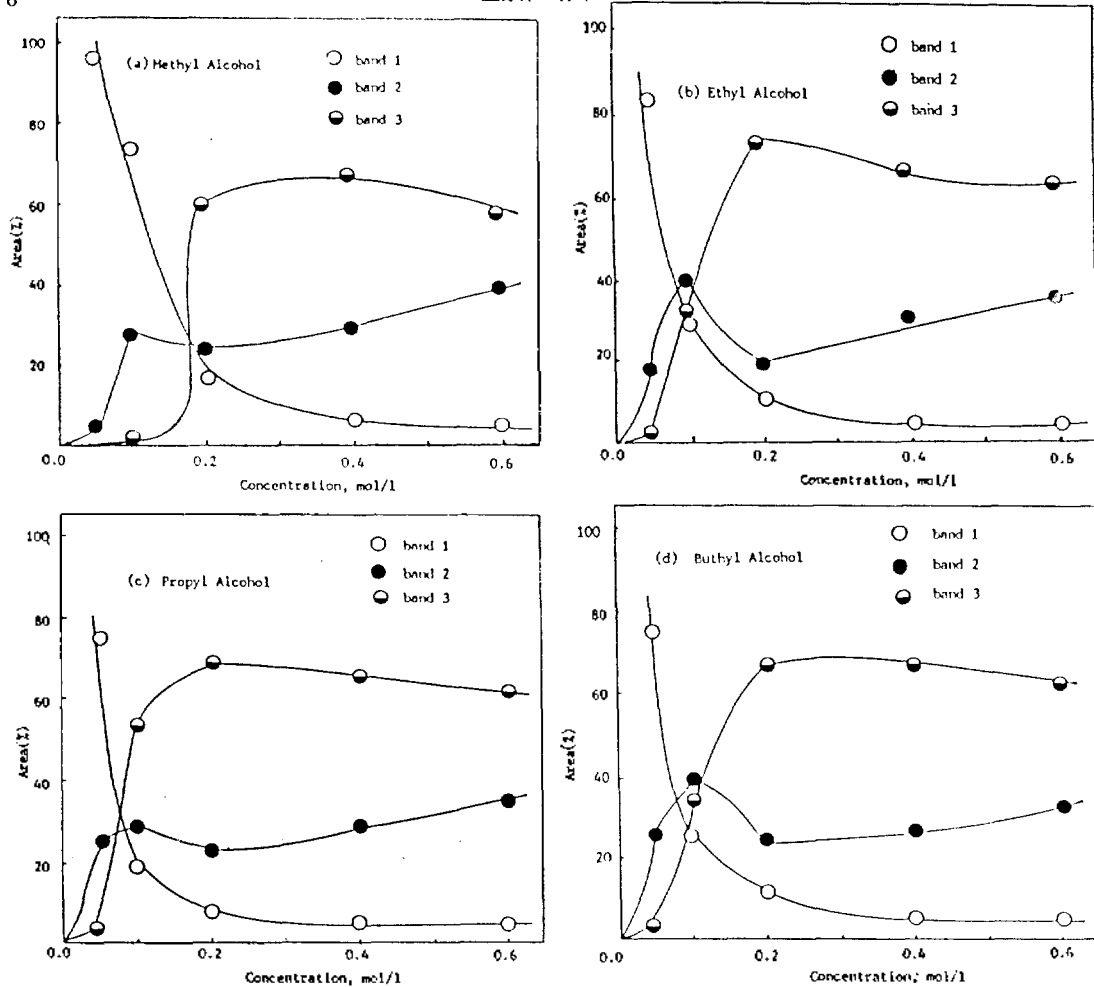 8
100
80
60
40
20
Area(%)
(a) Methyl Alcohol
band 1
band 2
band 3
0.0
0.2
0.4
0.6
Concentration, mol/l
100
80
60
40
20
Area(%)
(b) Ethyl Alcohol
band 1
band 2
band 3
0.0
0.2
0.4
0.6
Concentration, mol/l
100
80
60
40
20
Area(%)
(c) Propyl Alcohol
band 1
band 2
band 3
0.0
0.2
0.4
0.6
Concentration, mol/l
100
80
60
40
20
Area(%)
(d) Buthyl Alcohol
band 1
band 2
band 3
0.0
0.2
0.4
0.6
Concentration, mol/l